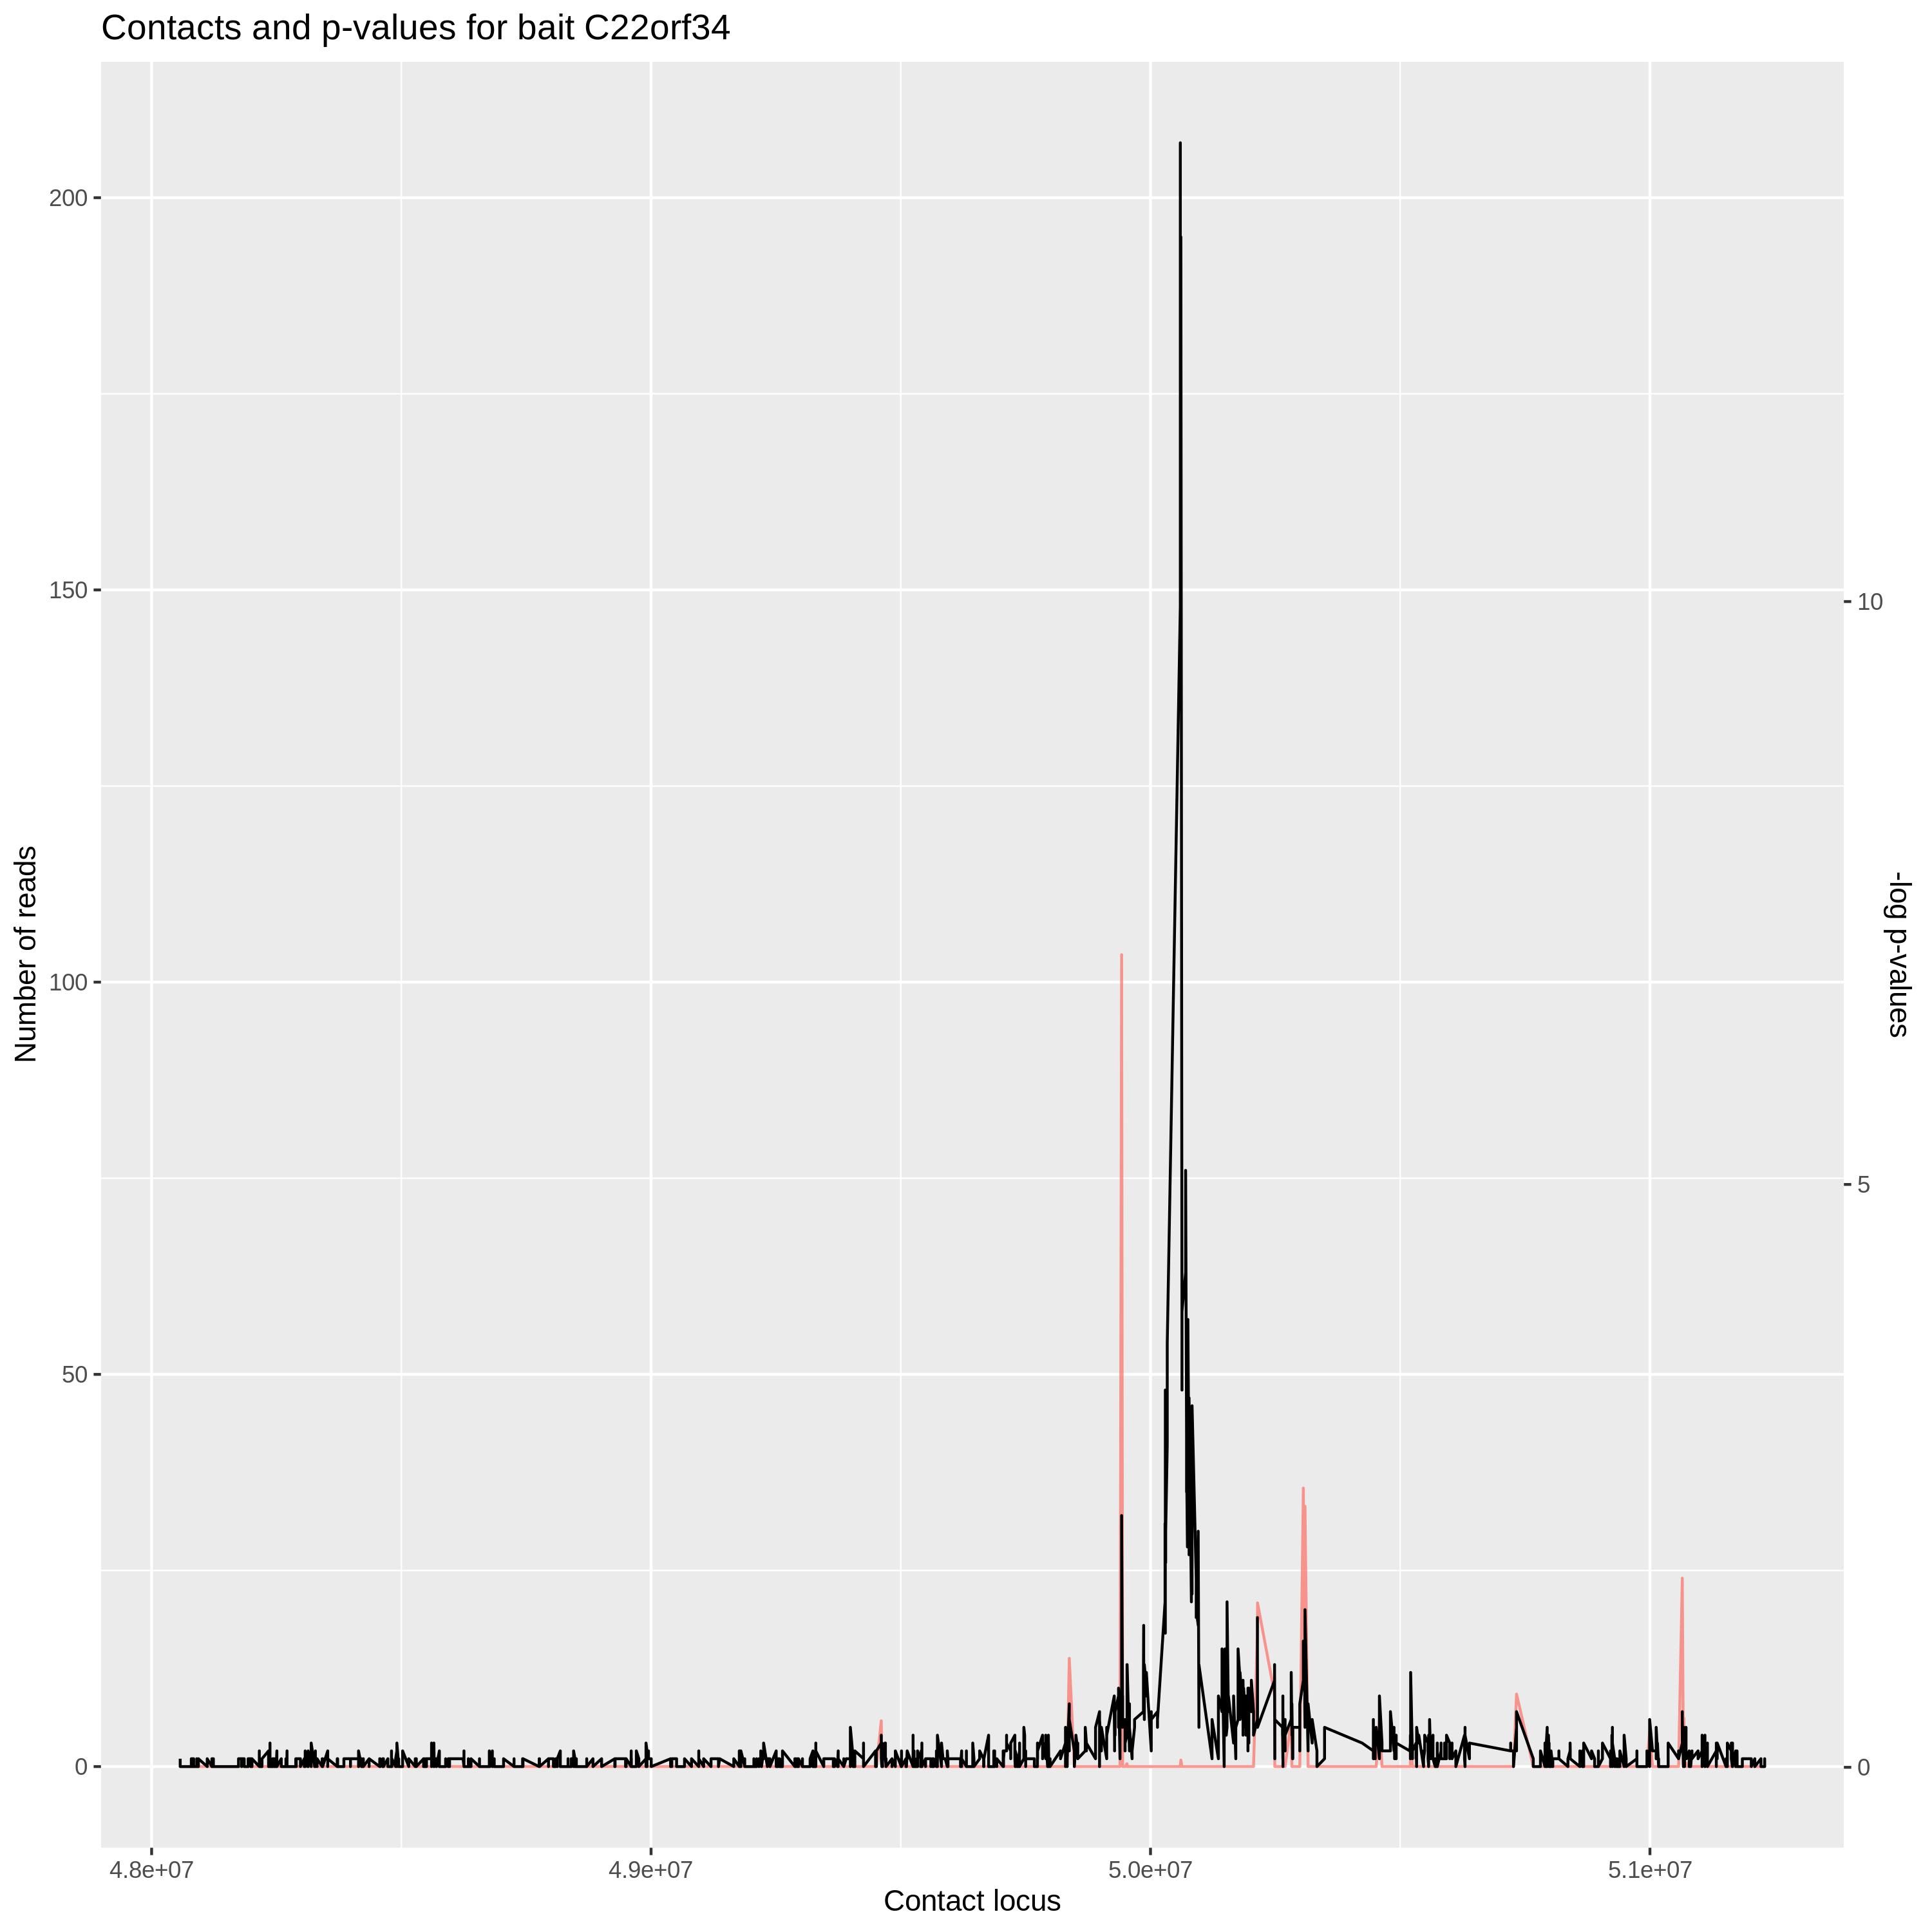 Contacts and p-values for bait C22orf34
200
150
100
50
0
Number of reads
10
5
0
-log p-values
4.8e+07
4.9e+07
5.0e+07
5.1e+07
Contact locus